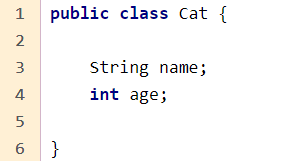 1 public class Cat {
2
3     String name;
4     int age;
5
6 }